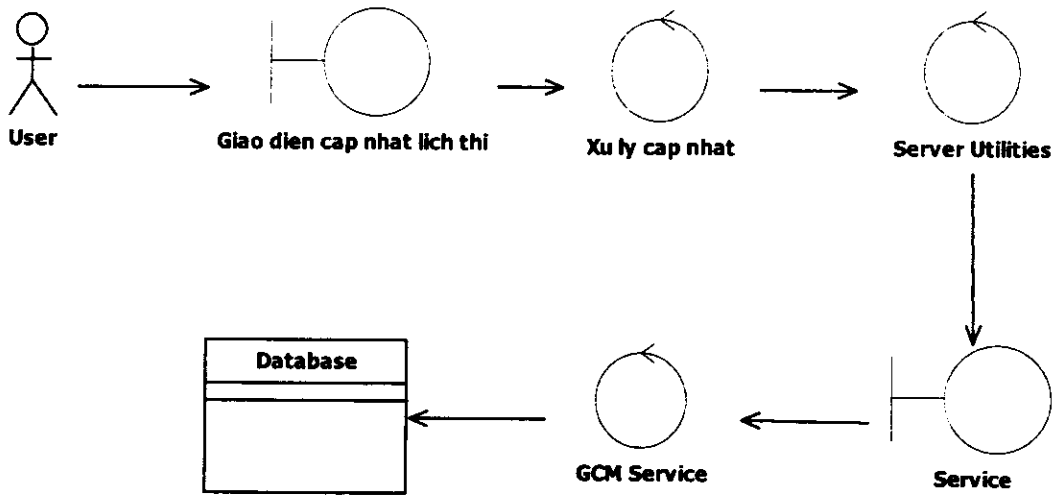 User
Giao dien cap nhat lich thi
Xu ly cap nhat
Server Utilities
Database
GCM Service
Service